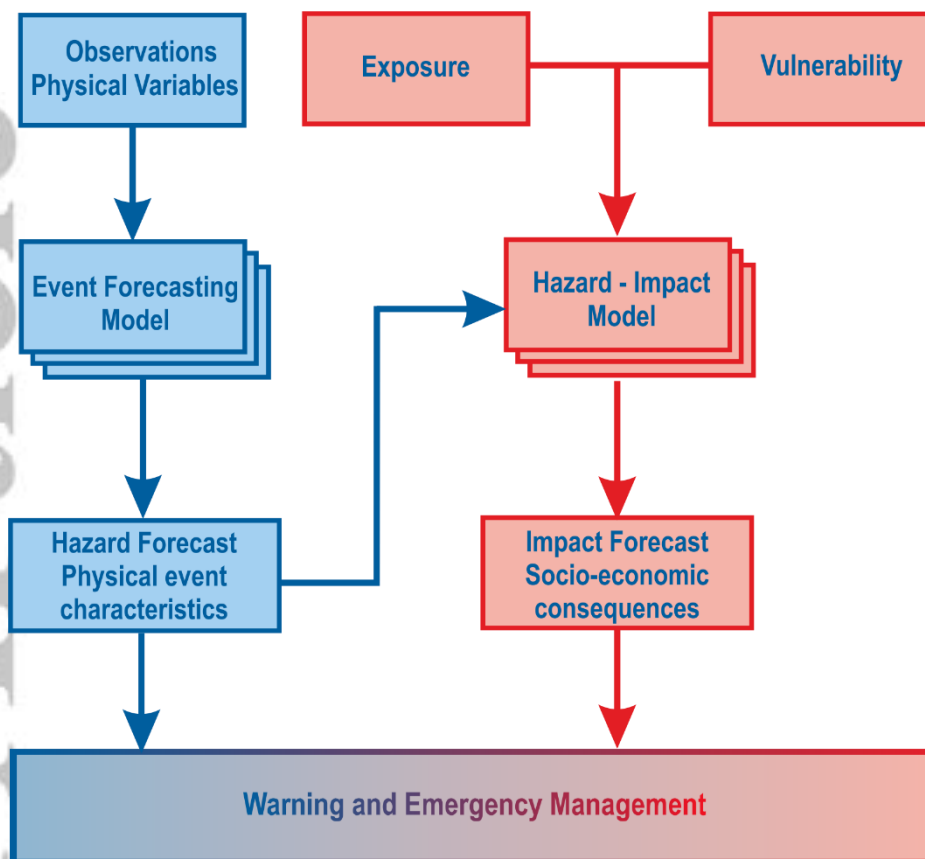 Observations
Physical Variables
Exposure
Vulnerability
Event Forecasting
Model
Hazard - Impact
Model
Hazard Forecast
Physical event
characteristics
Impact Forecast
Socio-economic
consequences
Warning and Emergency Management